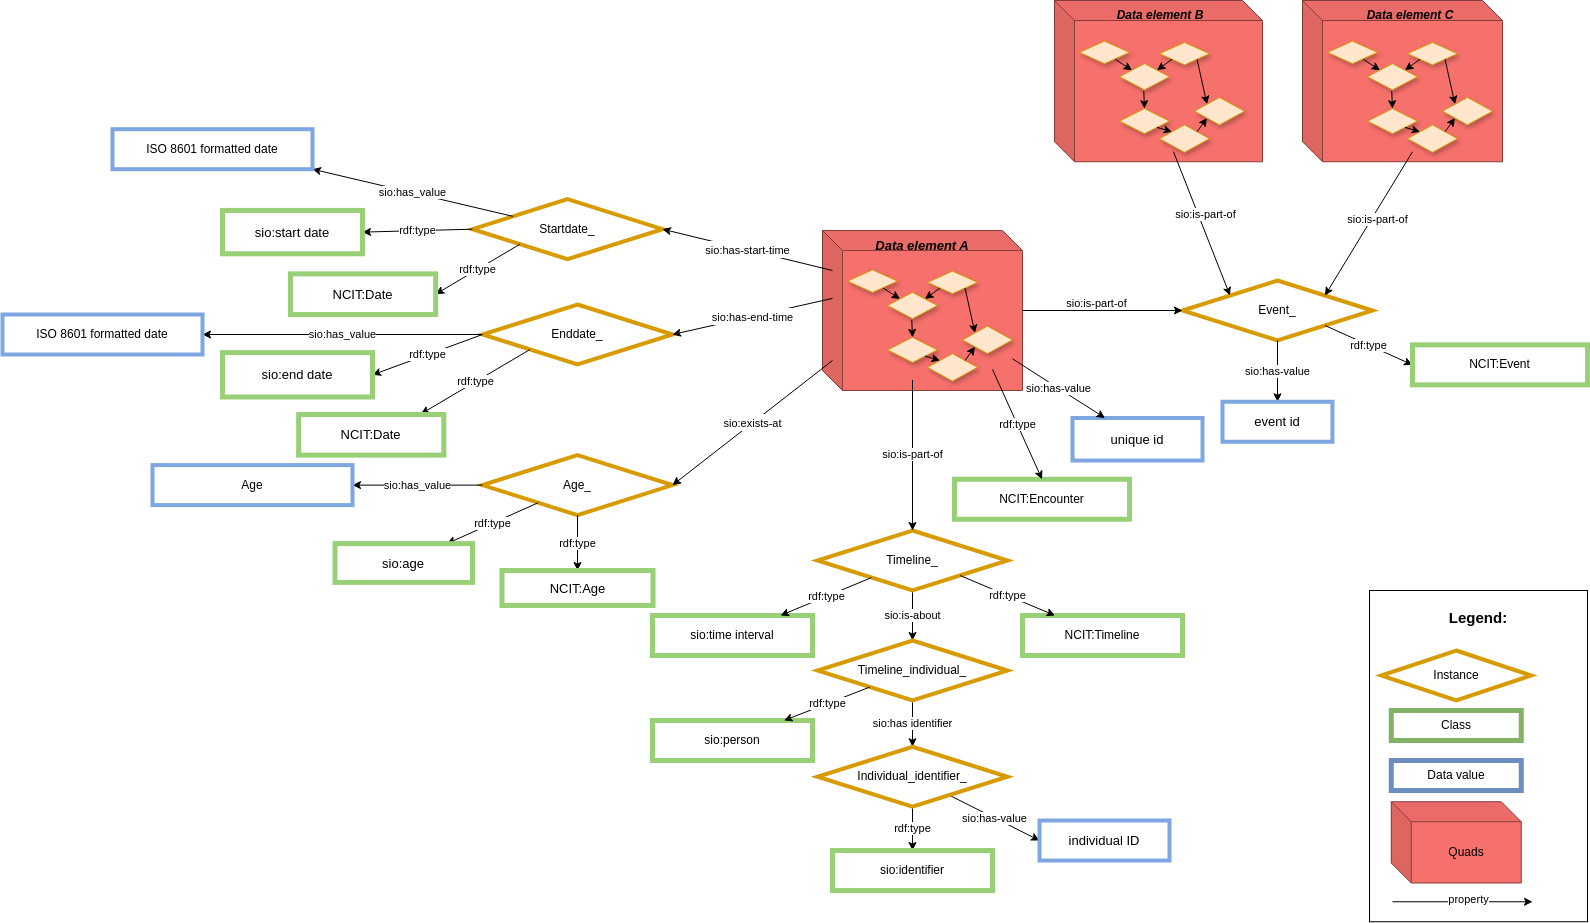 Data element B
Data element C
sio:is-part-of
sio:is-part-of
ISO 8601 formatted date
sio:has_value
sio:start date
rdf:type
Startdate_
NCIT:Date
rdf:type
sio:has-start-time
Data element A
sio:has-end-time
sio:is-part-of
Event_
ISO 8601 formatted date
sio:has_value
Enddate_
rdf:type
sio:end date
rdf:type
NCIT:Date
rdf:type
NCIT:Event
sio:has-value
event id
sio:has-value
unique id
sio:exists-at
rdf:type
sio:is-part-of
NCIT:Encounter
Age
sio:has_value
Age_
rdf:type
sio:age
rdf:type
NCIT:Age
Timeline_
rdf:type
rdf:type
sio:is-about
sio:time interval
NCIT:Timeline
Timeline_individual_
rdf:type
sio:has identifier
sio:person
Individual_identifier_
rdf:type
sio:has-value
individual ID
sio:identifier
Legend:
Instance
Class
Data value
Quads
property